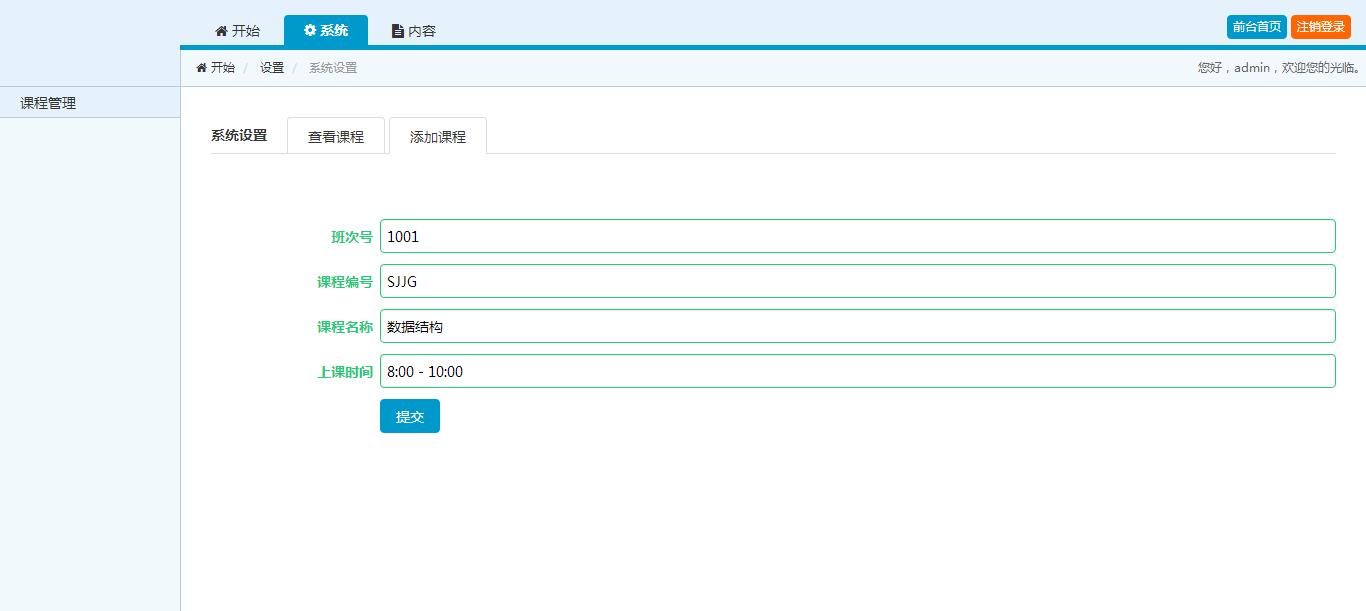 开始 系统 内容 前台首页 注销登录
开始 / 设置 / 系统设置 您好，admin，欢迎您的光临。
课程管理
系统设置 查看课程 添加课程
班次号 1001
课程编号 SJJG
课程名称 数据结构
上课时间 8:00 - 10:00
提交